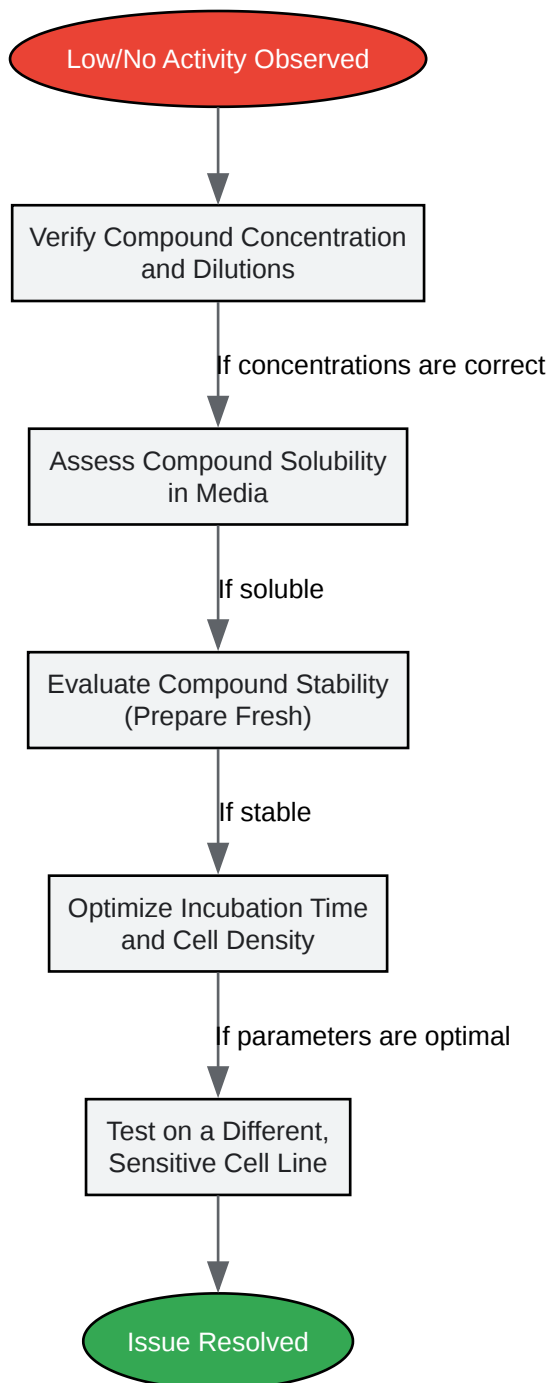 Low/No Activity Observed
Verify Compound Concentration
and Dilutions
If concentrations are correct
Assess Compound Solubility
in Media
If soluble
Evaluate Compound Stability
(Prepare Fresh)
If stable
Optimize Incubation Time
and Cell Density
If parameters are optimal
Test on a Different,
Sensitive Cell Line
Issue Resolved